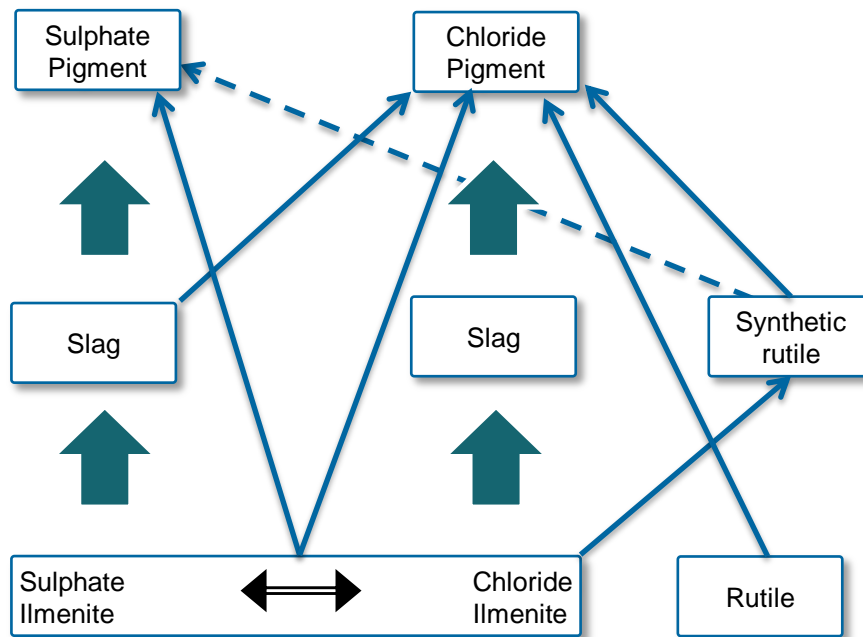 Sulphate
Pigment
Chloride
Pigment
Slag
Slag
Synthetic
rutile
Sulphate
Ilmenite
Chloride
Ilmenite
Rutile